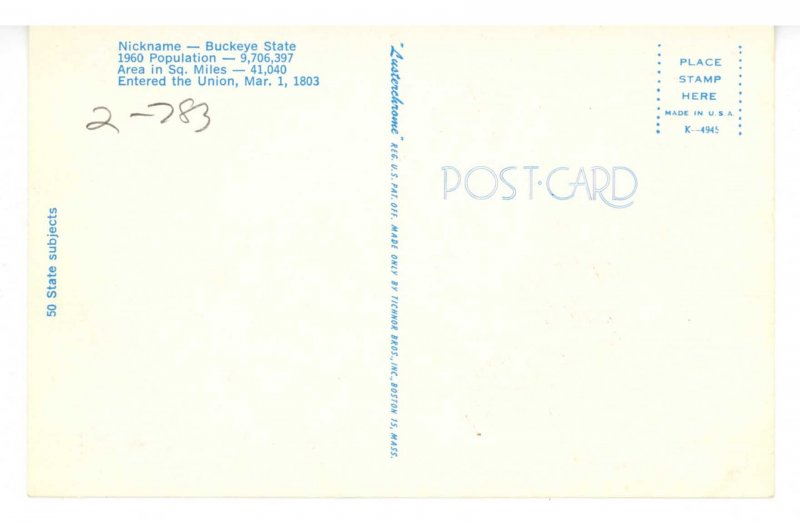 Nickname — Buckeye State
1960 Population — 9,706,397
Area in Sq. Miles — 41,040
Entered the Union, Mar. 1, 1803
2-783
50 State subjects
"Lusterchrome" REG. U.S. PAT. OFF. MADE ONLY BY TICHNOR BROS., INC., BOSTON 15, MASS.
PLACE
STAMP
HERE
MADE IN U.S.A.
K--4945
POST·CARD